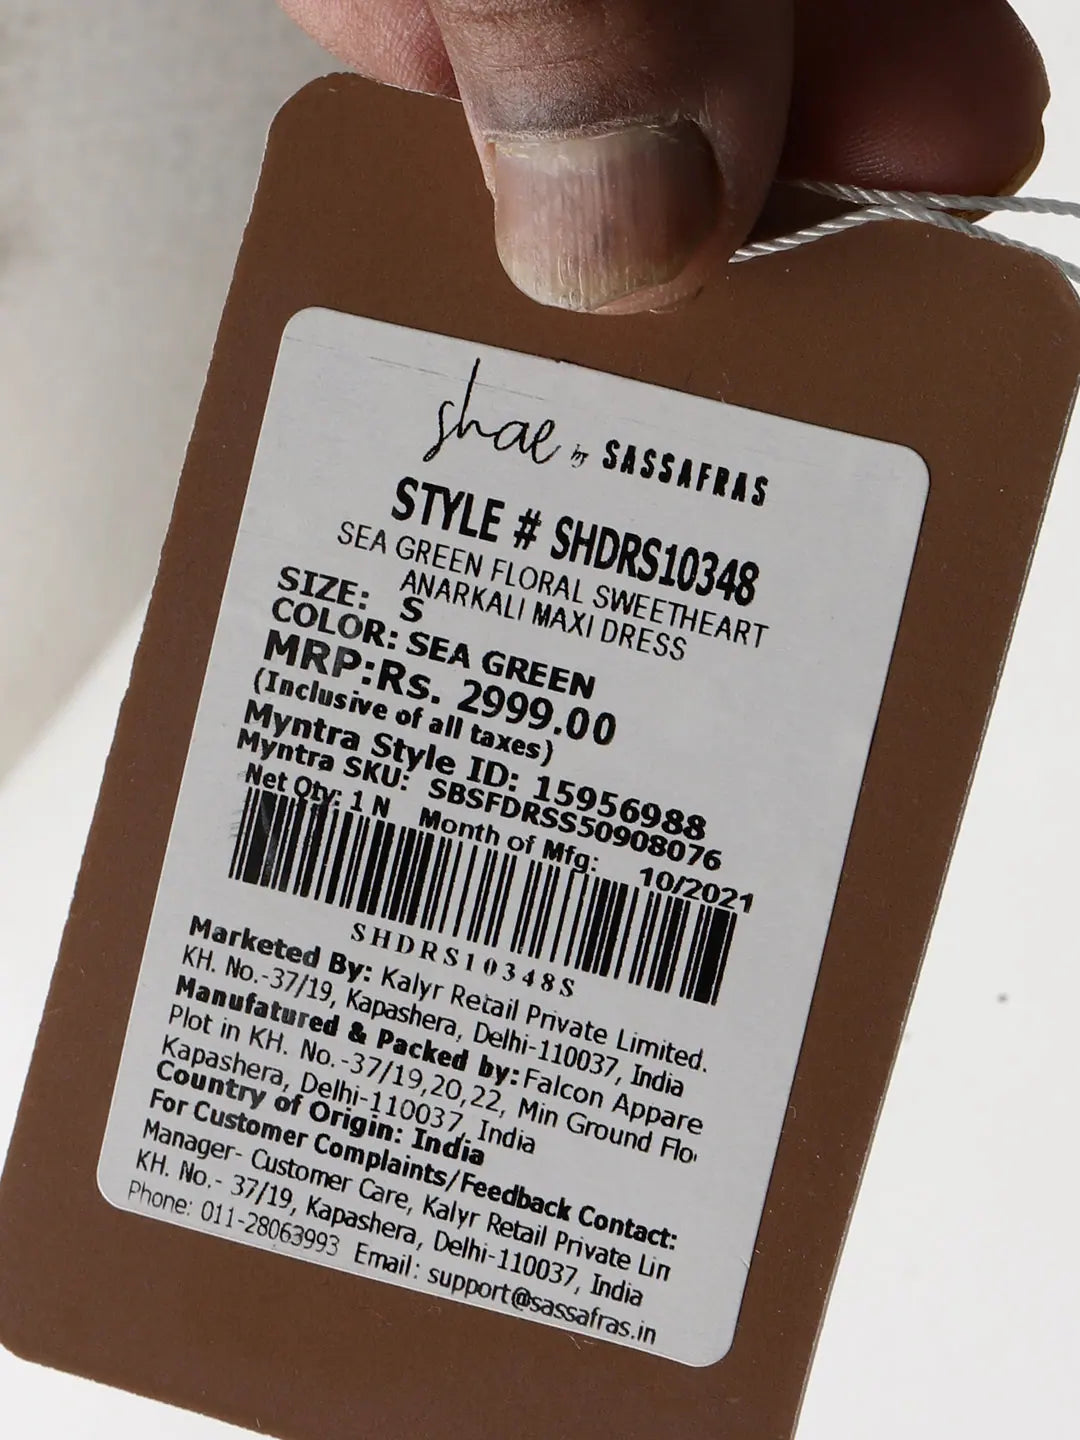 shae by SASSAFRAS
STYLE # SHDRS10348
SEA GREEN FLORAL SWEETHEART
ANARKALI MAXI DRESS
SIZE: S
COLOR: SEA GREEN
MRP:Rs. 2999.00
(Inclusive of all taxes)
Myntra Style ID: 15956988
Myntra SKU: SBSFDRSS50908076
Net Qty: 1 N Month of Mfg: 10/2021
SHDRS10348S
Marketed By: Kalyr Retail Private Limited.
KH. No.-37/19, Kapashera, Delhi-110037, India
Manufatured & Packed by: Falcon Appare
Plot in KH. No.-37/19,20,22, Min Ground Flo
Kapashera, Delhi-110037, India
Country of Origin: India
For Customer Complaints/Feedback Contact:
Manager- Customer Care, Kalyr Retail Private Lin
KH. No.- 37/19, Kapashera, Delhi-110037, India
Phone: 011-28063993 Email: support@sassafras.in